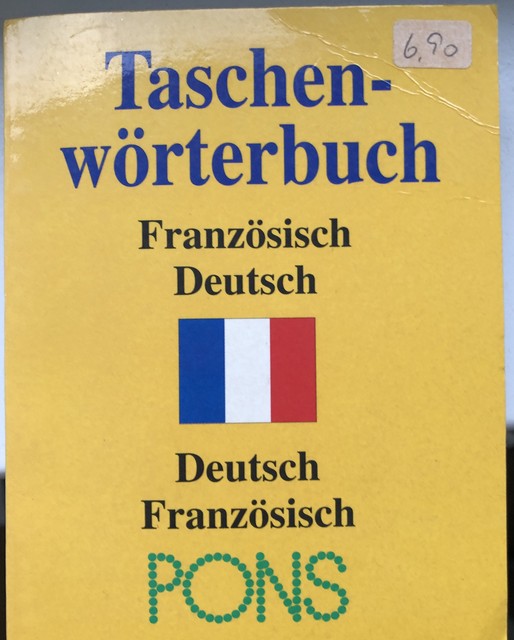 6,90
Taschen-
wörterbuch
Französisch
Deutsch
Deutsch
Französisch
PONS